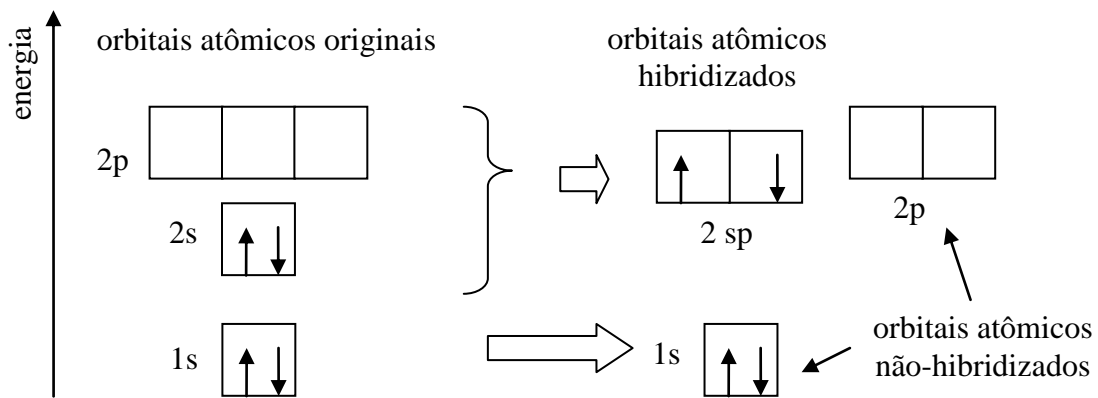 energia
orbitais atômicos originais
orbitais atômicos
hibridizados
2p
2s
1s
2 sp
2p
1s
orbitais atômicos
não-hibridizados